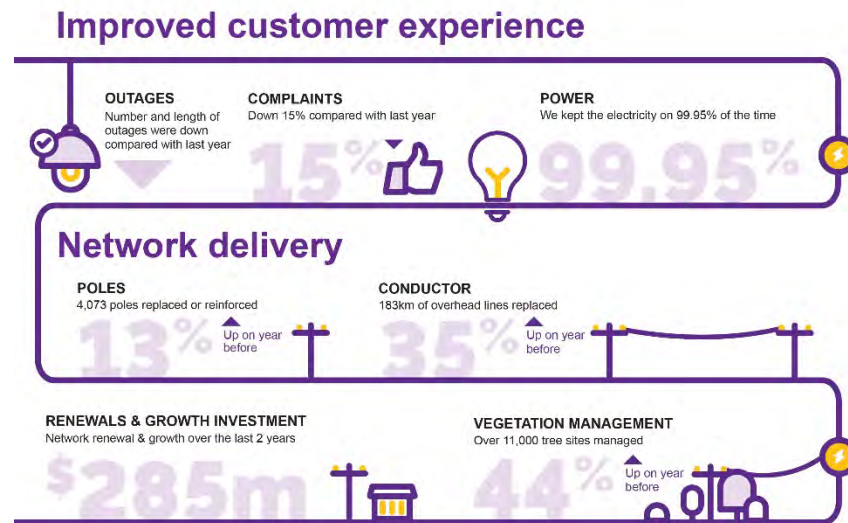 Improved customer experience
OUTAGES
Number and length of
outages were down
compared with last year
COMPLAINTS
Down 15% compared with last year
15%
POWER
We kept the electricity on 99.95% of the time
99.95%
Network delivery
POLES
4,073 poles replaced or reinforced
13%
Up on year
before
CONDUCTOR
183km of overhead lines replaced
35%
Up on year
before
RENEWALS & GROWTH INVESTMENT
Network renewal & growth over the last 2 years
$285m
VEGETATION MANAGEMENT
Over 11,000 tree sites managed
44%
Up on year
before